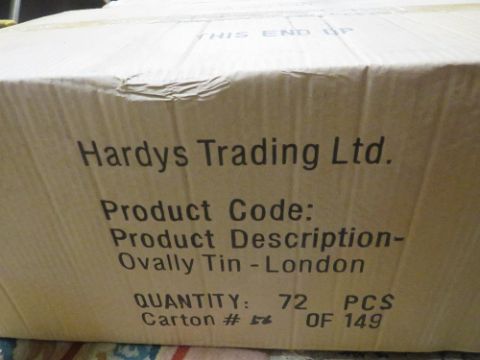 THIS END UP
Hardys Trading Ltd.
Product Code:
Product Description-
Ovally Tin - London
QUANTITY: 72 PCS
Carton # 56 OF 149